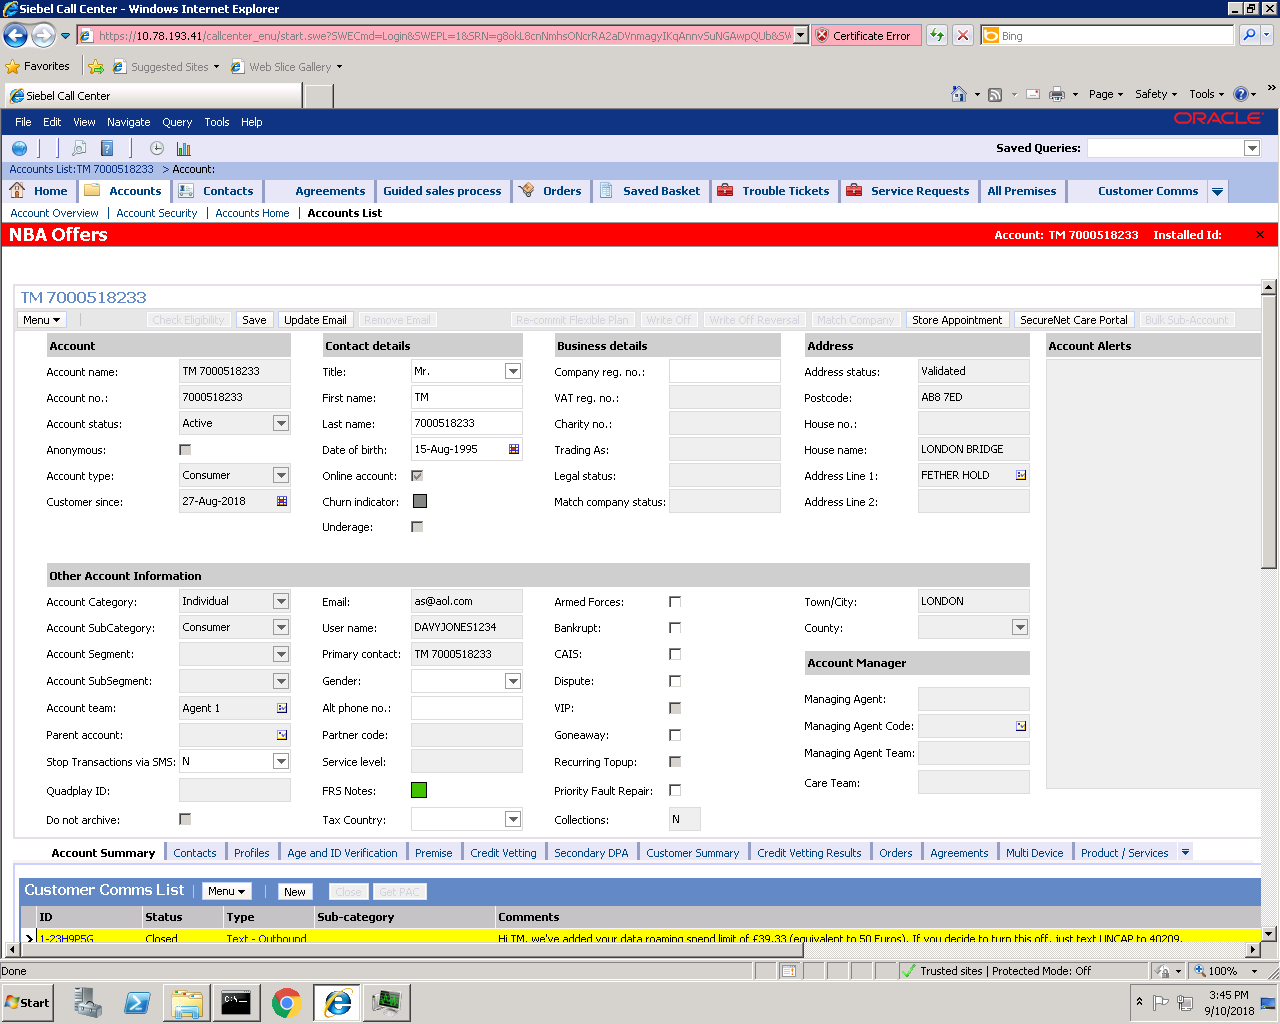 Siebel Call Center - Windows Internet Explorer
https://10.78.193.41/callcenter_enu/start.swe?SWECmd=Login&SWEPL=1&SRN= Certificate Error Bing
Favorites Suggested Sites Web Slice Gallery
Siebel Call Center Page Safety Tools
File Edit View Navigate Query Tools Help ORACLE
Saved Queries:
Accounts List:TM 7000518233 > Account:
Home Accounts Contacts Agreements Guided sales process Orders Saved Basket Trouble Tickets Service Requests All Premises Customer Comms
Account Overview Account Security Accounts Home Accounts List
NBA Offers Account: TM 7000518233 Installed Id:
TM 7000518233
Menu Check Eligibility Save Update Email Remove Email Re-commit Flexible Plan Write Off Write Off Reversal Match Company Store Appointment SecureNet Care Portal Bulk Sub-Account
Account Contact details Business details Address Account Alerts
Account name: TM 7000518233 Title: Mr. Company reg. no.: Address status: Validated
Account no.: 7000518233 First name: TM VAT reg. no.: Postcode: AB8 7ED
Account status: Active Last name: 7000518233 Charity no.: House no.:
Anonymous: Date of birth: 15-Aug-1995 Trading As: House name: LONDON BRIDGE
Account type: Consumer Online account: Legal status: Address Line 1: FETHER HOLD
Customer since: 27-Aug-2018 Churn indicator: Match company status: Address Line 2:
Underage:
Other Account Information
Account Category: Individual Email: as@aol.com Armed Forces: Town/City: LONDON
Account SubCategory: Consumer User name: DAVYJONES1234 Bankrupt: County:
Account Segment: Primary contact: TM 7000518233 CAIS: Account Manager
Account SubSegment: Gender: Dispute:
Account team: Agent 1 Alt phone no.: VIP: Managing Agent:
Parent account: Partner code: Goneaway: Managing Agent Code:
Stop Transactions via SMS: N Service level: Recurring Topup: Managing Agent Team:
Quadplay ID: FRS Notes: Priority Fault Repair: Care Team:
Do not archive: Tax Country: Collections: N
Account Summary Contacts Profiles Age and ID Verification Premise Credit Vetting Secondary DPA Customer Summary Credit Vetting Results Orders Agreements Multi Device Product / Services
Customer Comms List Menu New Close Get PAC
ID Status Type Sub-category Comments
1-23H9P5G Closed Text - Outbound Hi TM, we've added your data roaming spend limit of £39.33 (equivalent to 50 Euros). If you decide to turn this off, just text UNCAP to 40209.
Done Trusted sites | Protected Mode: Off 100%
Start 3:45 PM
9/10/2018